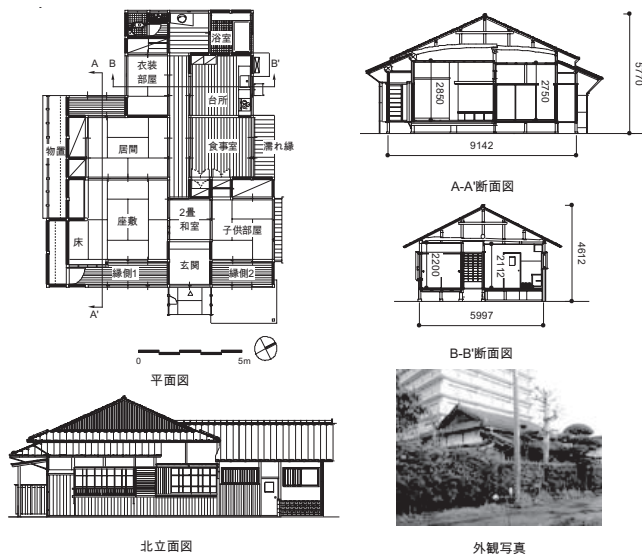 浴室
A
B
B'
衣装
部屋
台所
物置
居間
食事室
濡れ縁
座敷
2畳
和室
子供部屋
床
玄関
縁側1
縁側2
A'
0
5m
平面図
2850
2750
5770
9142
A-A'断面図
2200
2112
4612
5997
B-B'断面図
北立面図
外観写真